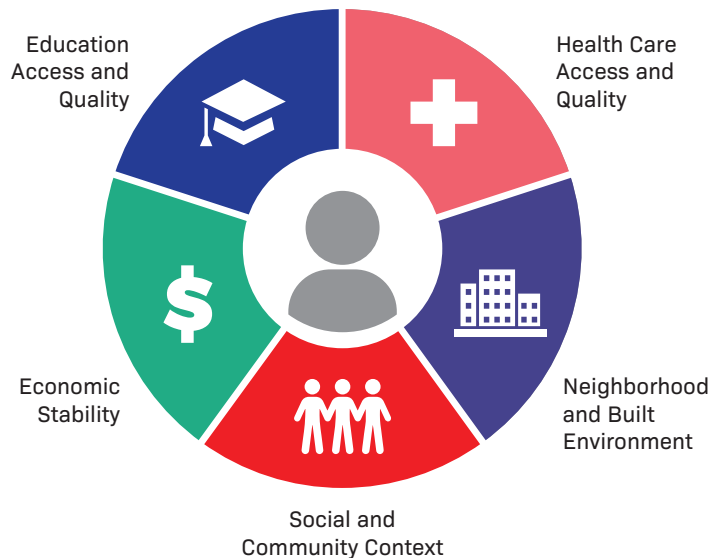 Education
Access and
Quality
Health Care
Access and
Quality
$
Economic
Stability
Neighborhood
and Built
Environment
Social and
Community Context